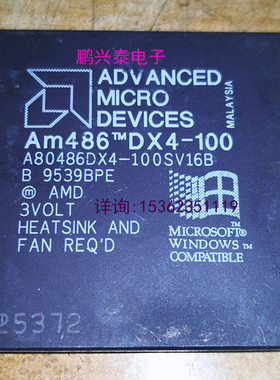 鹏兴泰电子
ADVANCED
MICRO
DEVICES
MALAYSIA
Am486™DX4-100
A80486DX4-100SV16B
B 9539BPE
ⓜ AMD
3VOLT
HEATSINK AND
FAN REQ'D
详询:15362351119
MICROSOFT®
WINDOWS™
COMPATIBLE
25372